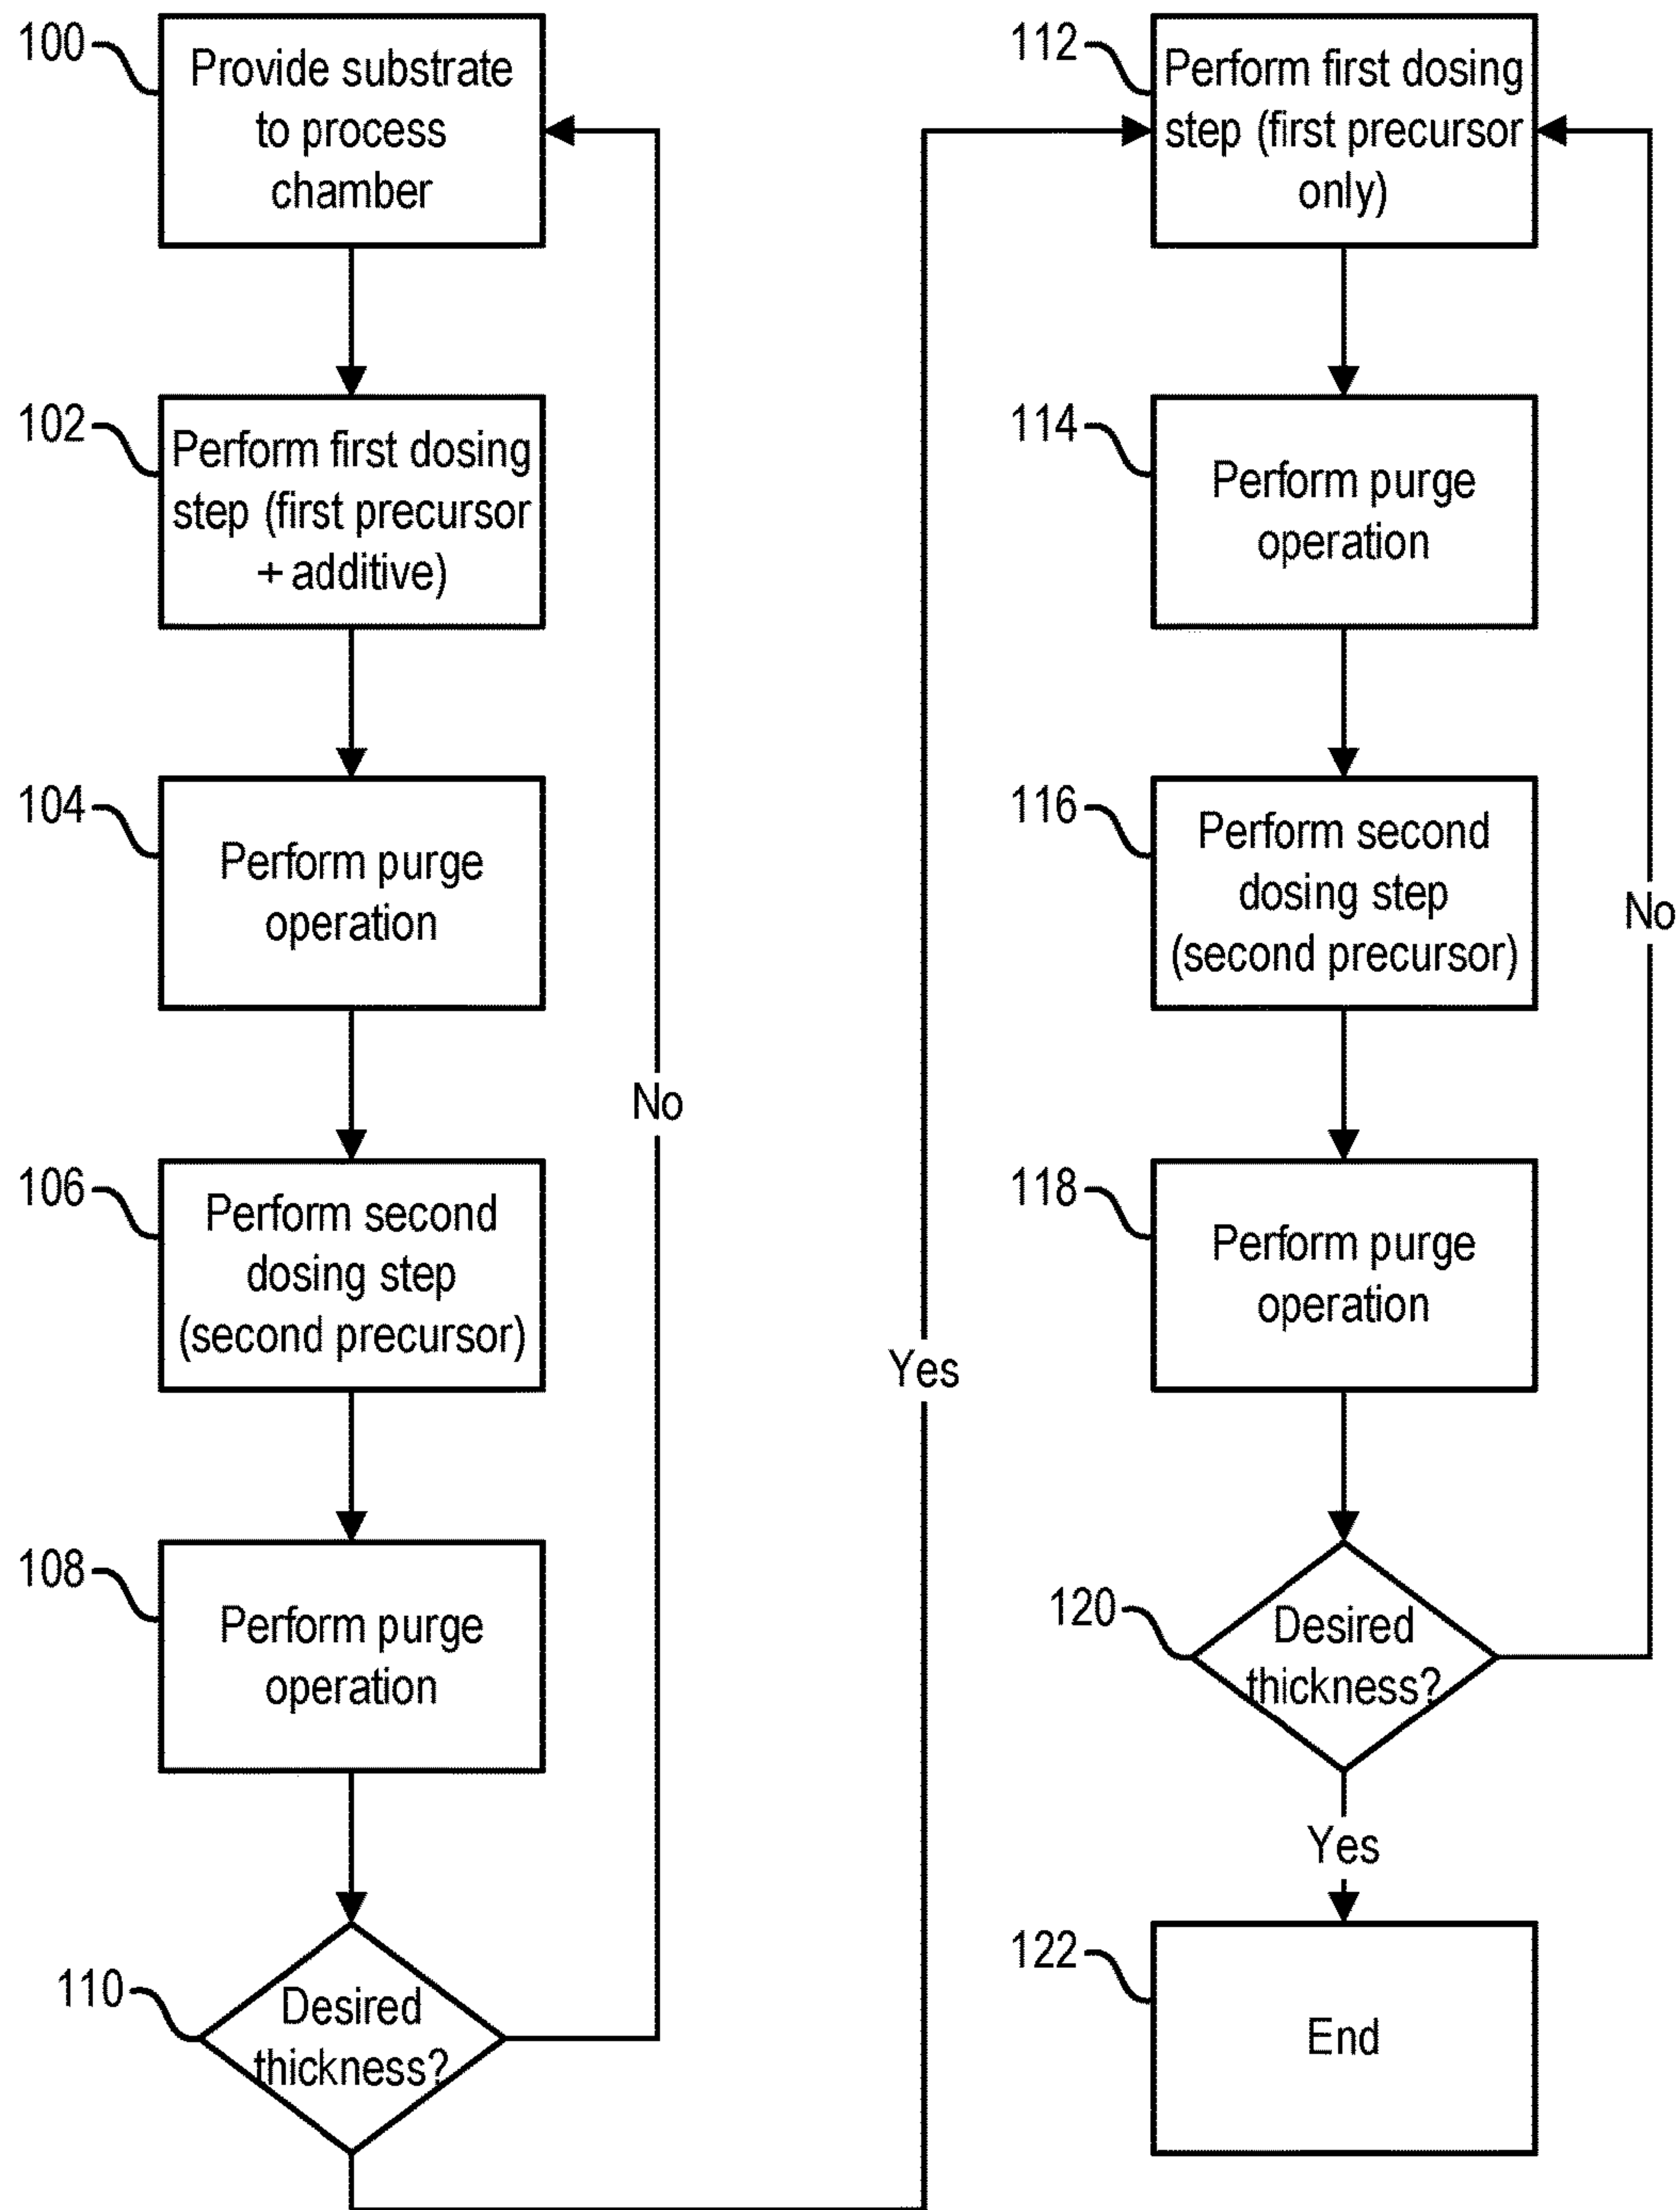 100
Provide substrate
to process
chamber
102
Perform first dosing
step (first precursor
+ additive)
104
Perform purge
operation
106
Perform second
dosing step
(second precursor)
108
Perform purge
operation
110
Desired
thickness?
No
Yes
112
Perform first dosing
step (first precursor
only)
114
Perform purge
operation
116
Perform second
dosing step
(second precursor)
118
Perform purge
operation
120
Desired
thickness?
No
Yes
122
End